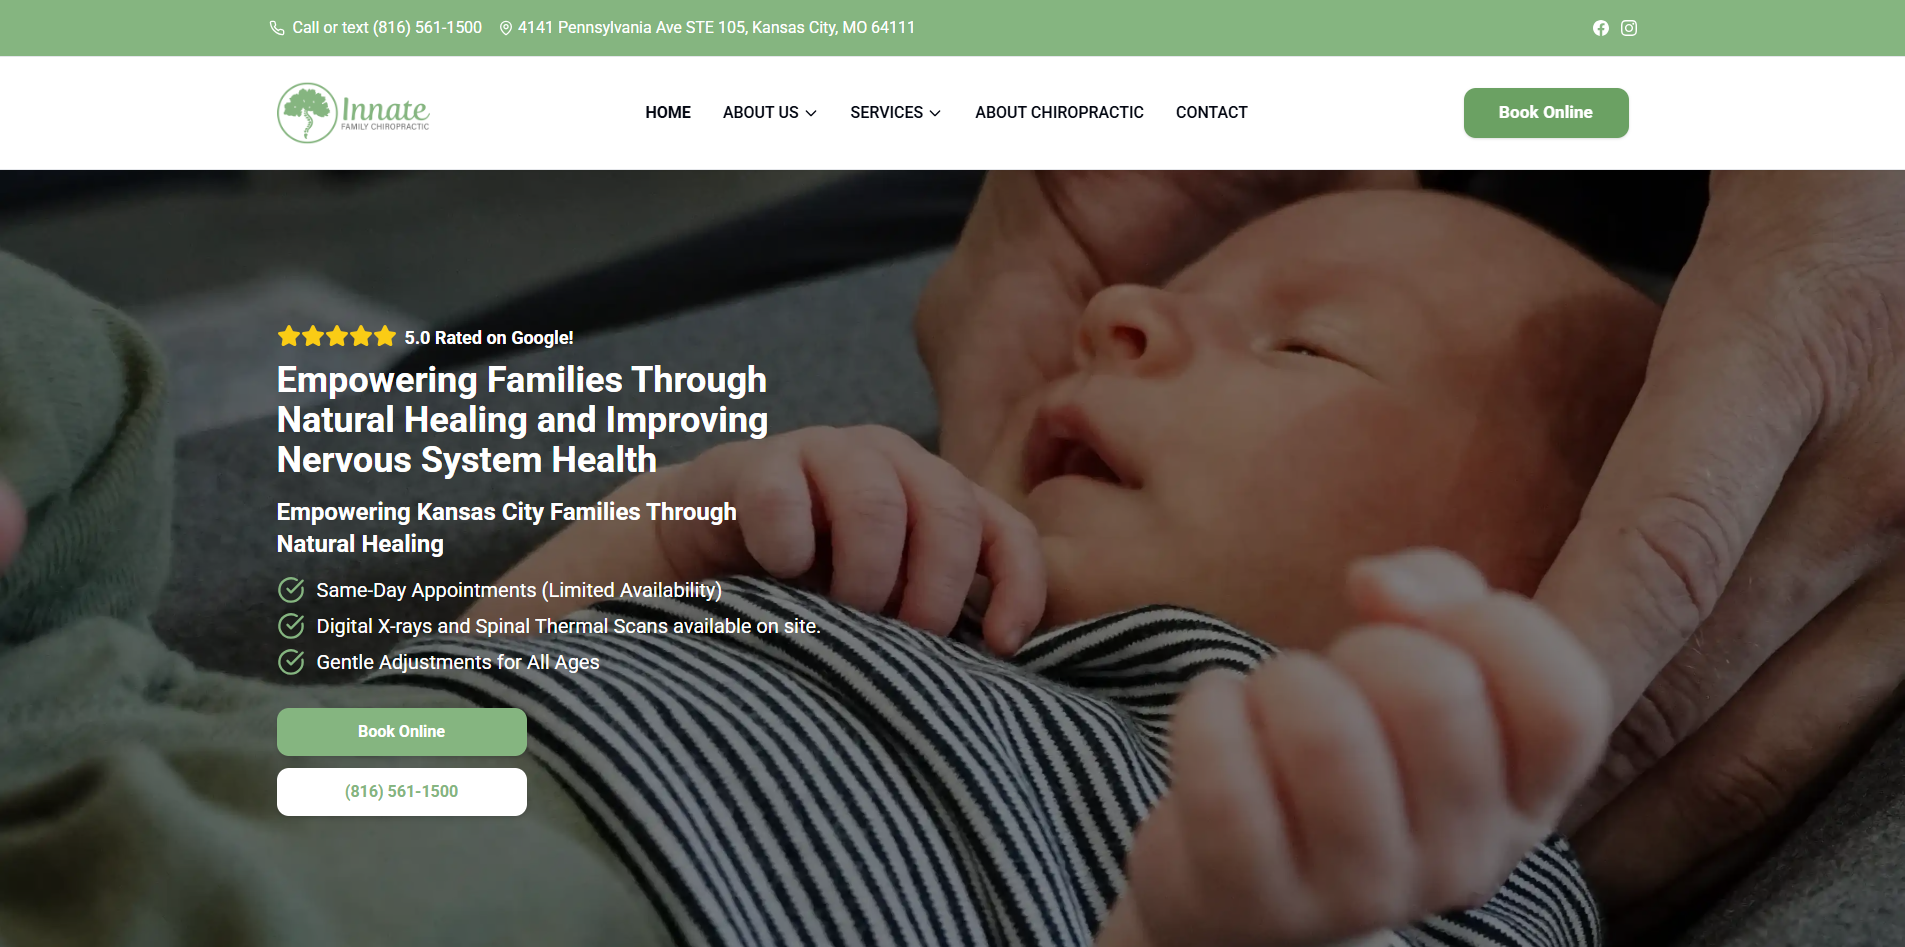 Call or text (816) 561-1500
4141 Pennsylvania Ave STE 105, Kansas City, MO 64111
Innate
FAMILY CHIROPRACTIC
HOME
ABOUT US
SERVICES
ABOUT CHIROPRACTIC
CONTACT
Book Online
5.0 Rated on Google!
Empowering Families Through
Natural Healing and Improving
Nervous System Health
Empowering Kansas City Families Through
Natural Healing
Same-Day Appointments (Limited Availability)
Digital X-rays and Spinal Thermal Scans available on site.
Gentle Adjustments for All Ages
Book Online
(816) 561-1500